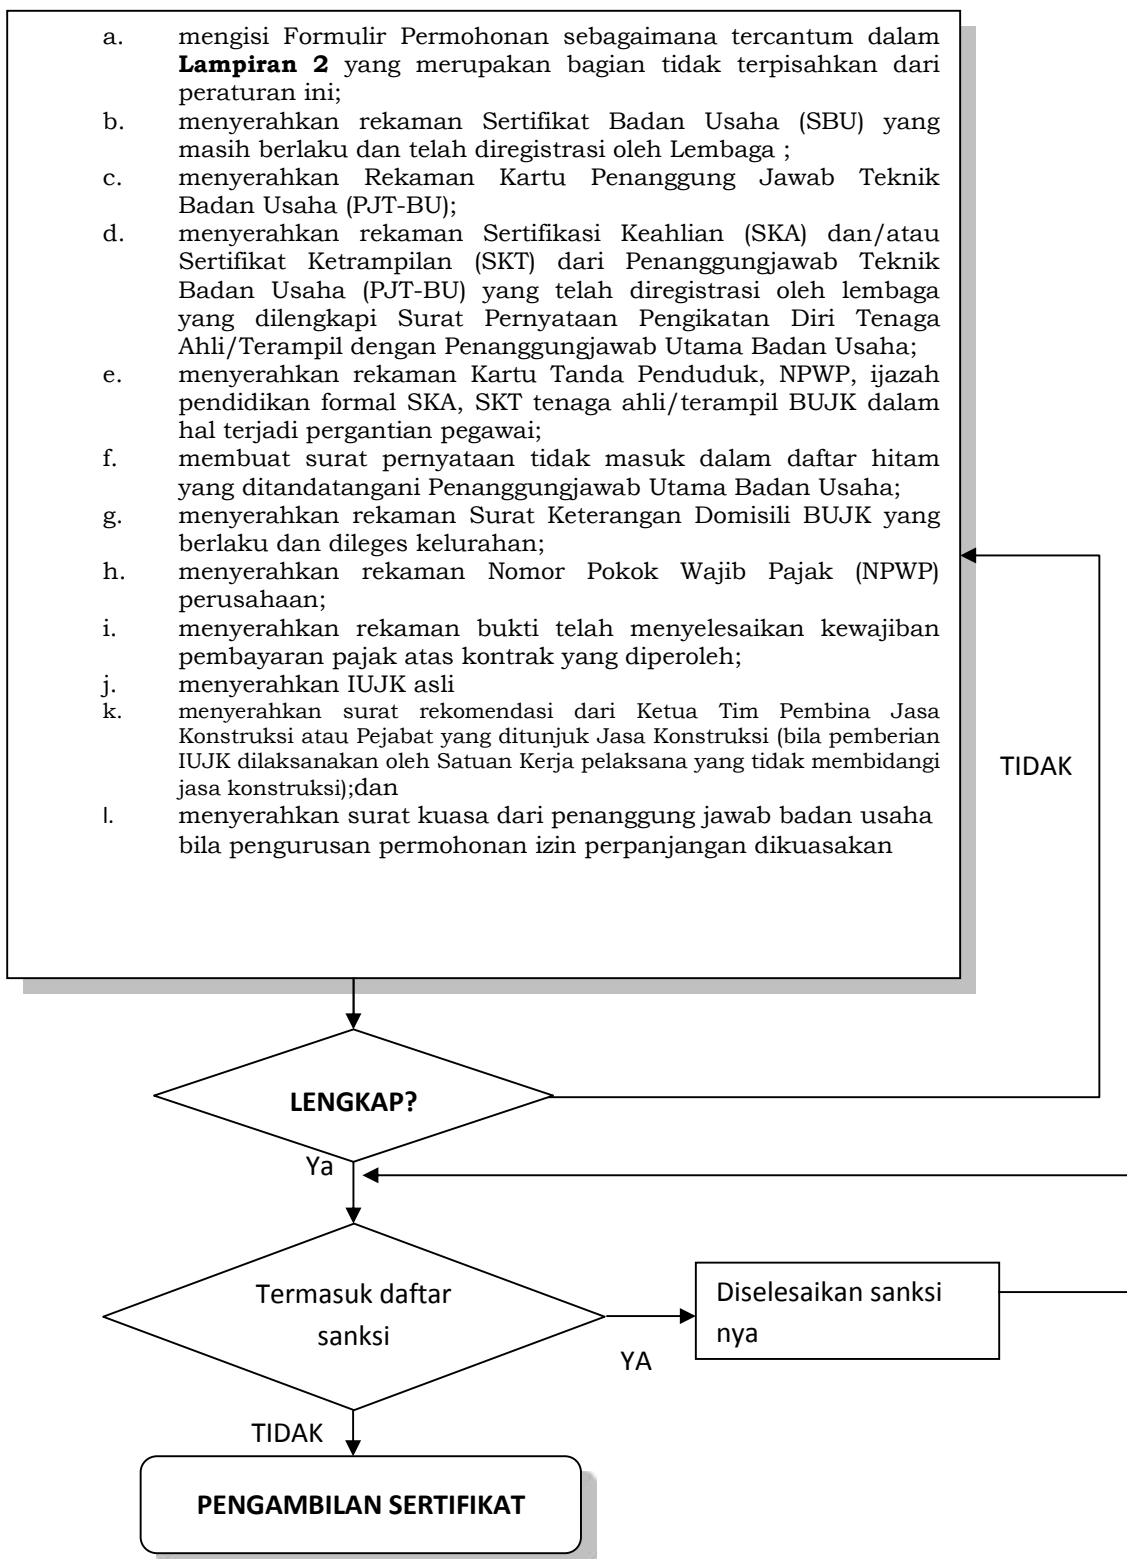 a. mengisi Formulir Permohonan sebagaimana tercantum dalam
Lampiran 2 yang merupakan bagian tidak terpisahkan dari
peraturan ini;
b. menyerahkan rekaman Sertifikat Badan Usaha (SBU) yang
masih berlaku dan telah diregistrasi oleh Lembaga ;
c. menyerahkan Rekaman Kartu Penanggung Jawab Teknik
Badan Usaha (PJT-BU);
d. menyerahkan rekaman Sertifikasi Keahlian (SKA) dan/atau
Sertifikat Ketrampilan (SKT) dari Penanggungjawab Teknik
Badan Usaha (PJT-BU) yang telah diregistrasi oleh lembaga
yang dilengkapi Surat Pernyataan Pengikatan Diri Tenaga
Ahli/Terampil dengan Penanggungjawab Utama Badan Usaha;
e. menyerahkan rekaman Kartu Tanda Penduduk, NPWP, ijazah
pendidikan formal SKA, SKT tenaga ahli/terampil BUJK dalam
hal terjadi pergantian pegawai;
f. membuat surat pernyataan tidak masuk dalam daftar hitam
yang ditandatangani Penanggungjawab Utama Badan Usaha;
g. menyerahkan rekaman Surat Keterangan Domisili BUJK yang
berlaku dan dileges kelurahan;
h. menyerahkan rekaman Nomor Pokok Wajib Pajak (NPWP)
perusahaan;
i. menyerahkan rekaman bukti telah menyelesaikan kewajiban
pembayaran pajak atas kontrak yang diperoleh;
j. menyerahkan IUJK asli
k. menyerahkan surat rekomendasi dari Ketua Tim Pembina Jasa
Konstruksi atau Pejabat yang ditunjuk Jasa Konstruksi (bila pemberian
IUJK dilaksanakan oleh Satuan Kerja pelaksana yang tidak membidangi
jasa konstruksi);dan
l. menyerahkan surat kuasa dari penanggung jawab badan usaha
bila pengurusan permohonan izin perpanjangan dikuasakan
TIDAK
LENGKAP?
Ya
Termasuk daftar
sanksi
YA
Diselesaikan sanksi
nya
TIDAK
PENGAMBILAN SERTIFIKAT